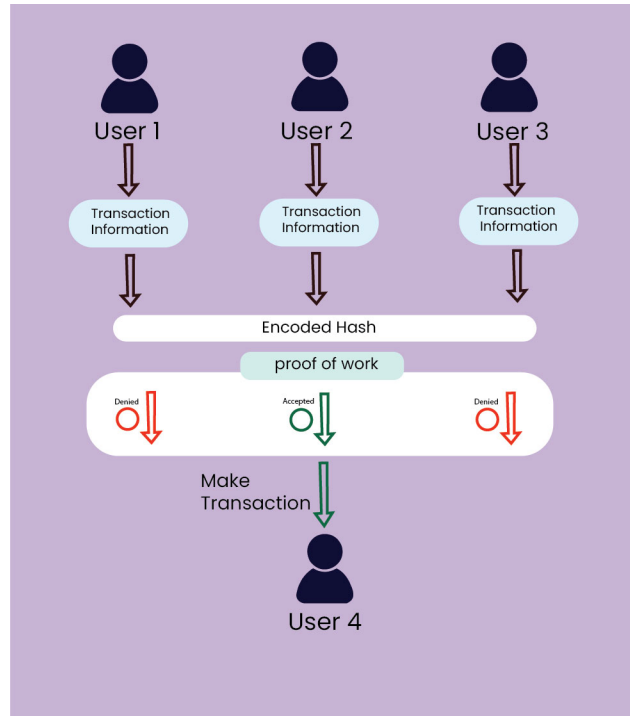 User 1
User 2
User 3
Transaction
Information
Transaction
Information
Transaction
Information
Encoded Hash
proof of work
Denied
Accepted
Denied
Make
Transaction
User 4